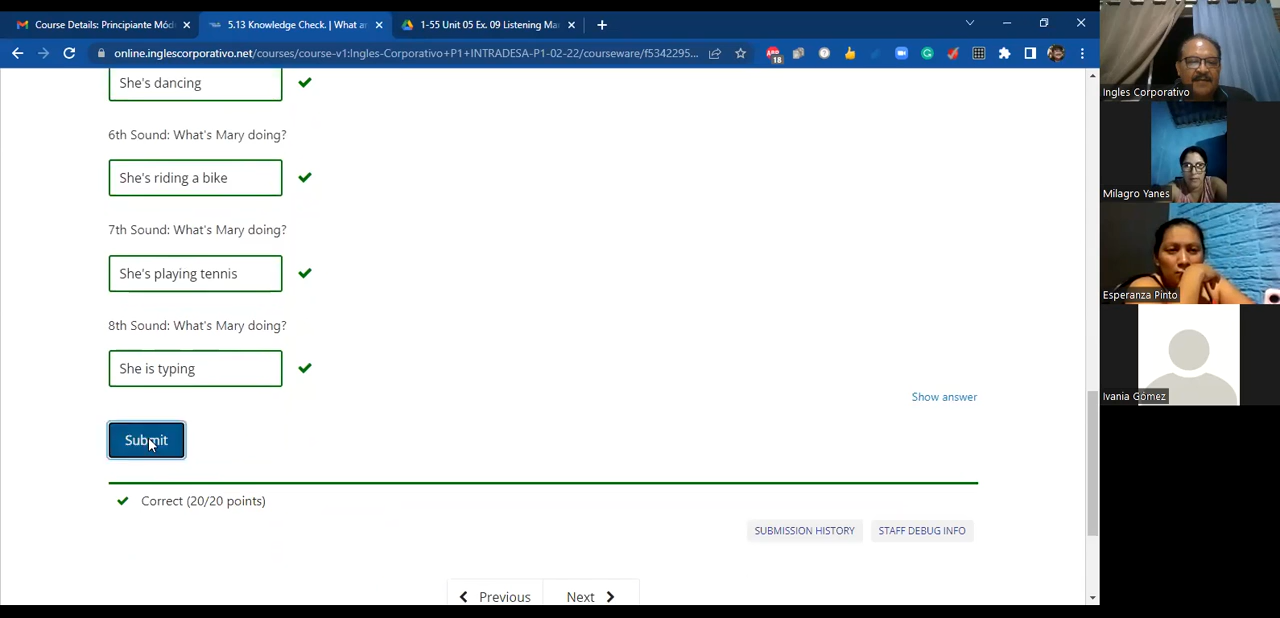 Course Details: Principiante Mód
5.13 Knowledge Check. | What ar
1-55 Unit 05 Ex. 09 Listening Ma
online.inglescorporativo.net/courses/course-v1:Ingles-Corporativo+P1+INTRADESA-P1-02-22/courseware/f5342295...
18
She's dancing
6th Sound: What's Mary doing?
She's riding a bike
7th Sound: What's Mary doing?
She's playing tennis
8th Sound: What's Mary doing?
She is typing
Show answer
Submit
Correct (20/20 points)
SUBMISSION HISTORY
STAFF DEBUG INFO
Previous
Next
Ingles Corporativo
Milagro Yanes
Esperanza Pinto
Ivania Gómez